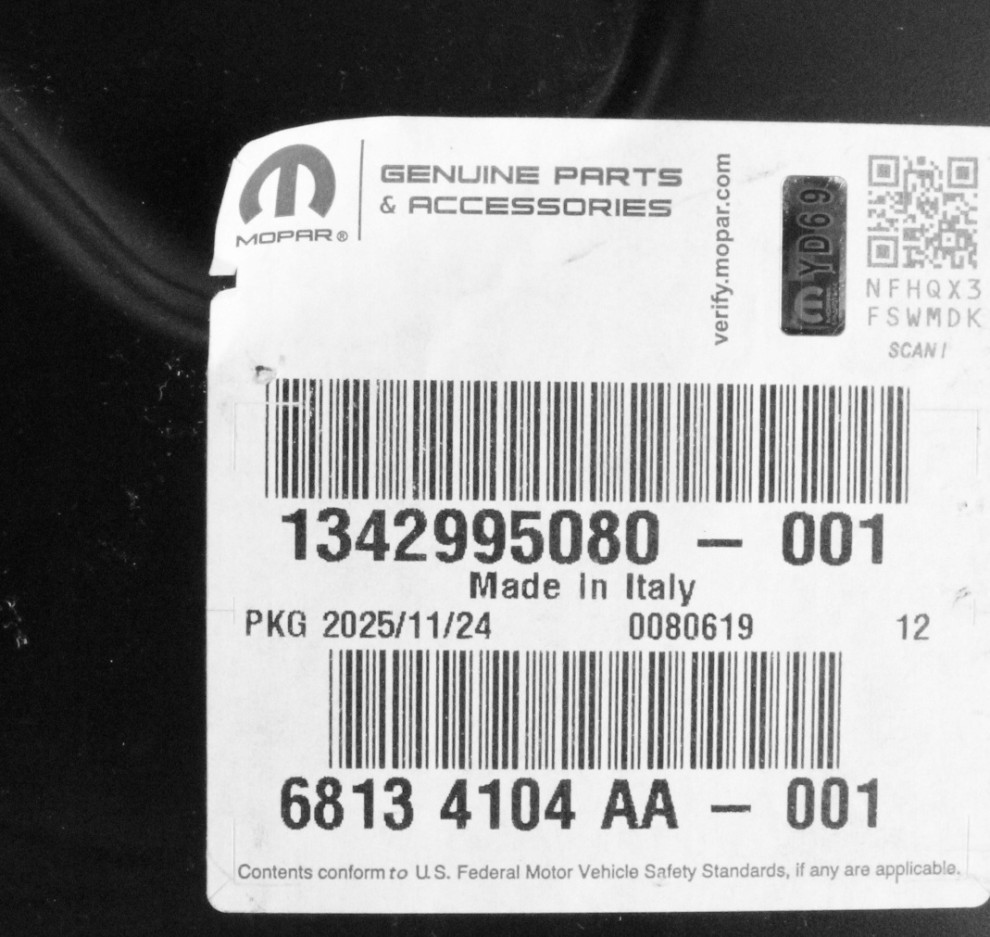 MOPAR®
GENUINE PARTS
& ACCESSORIES
verify.mopar.com
YD69
NFHQX3
FSWMDK
SCAN!
1342995080 – 001
Made In Italy
PKG 2025/11/24 0080619 12
6813 4104 AA – 001
Contents conform to U.S. Federal Motor Vehicle Safety Standards, if any are applicable.